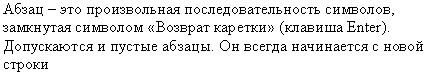 Абзац – это произвольная последовательность символов,
замкнутая символом «Возврат каретки» (клавиша Enter).
Допускаются и пустые абзацы. Он всегда начинается с новой
строки